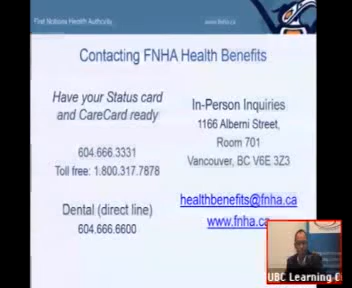 First Nations Health Authority
www.fnha.ca
Contacting FNHA Health Benefits
Have your Status card
and CareCard ready
604.666.3331
Toll free: 1.800.317.7878
Dental (direct line)
604.666.6600
In-Person Inquiries
1166 Alberni Street,
Room 701
Vancouver, BC V6E 3Z3
healthbenefits@fnha.ca
www.fnha.ca
UBC Learning